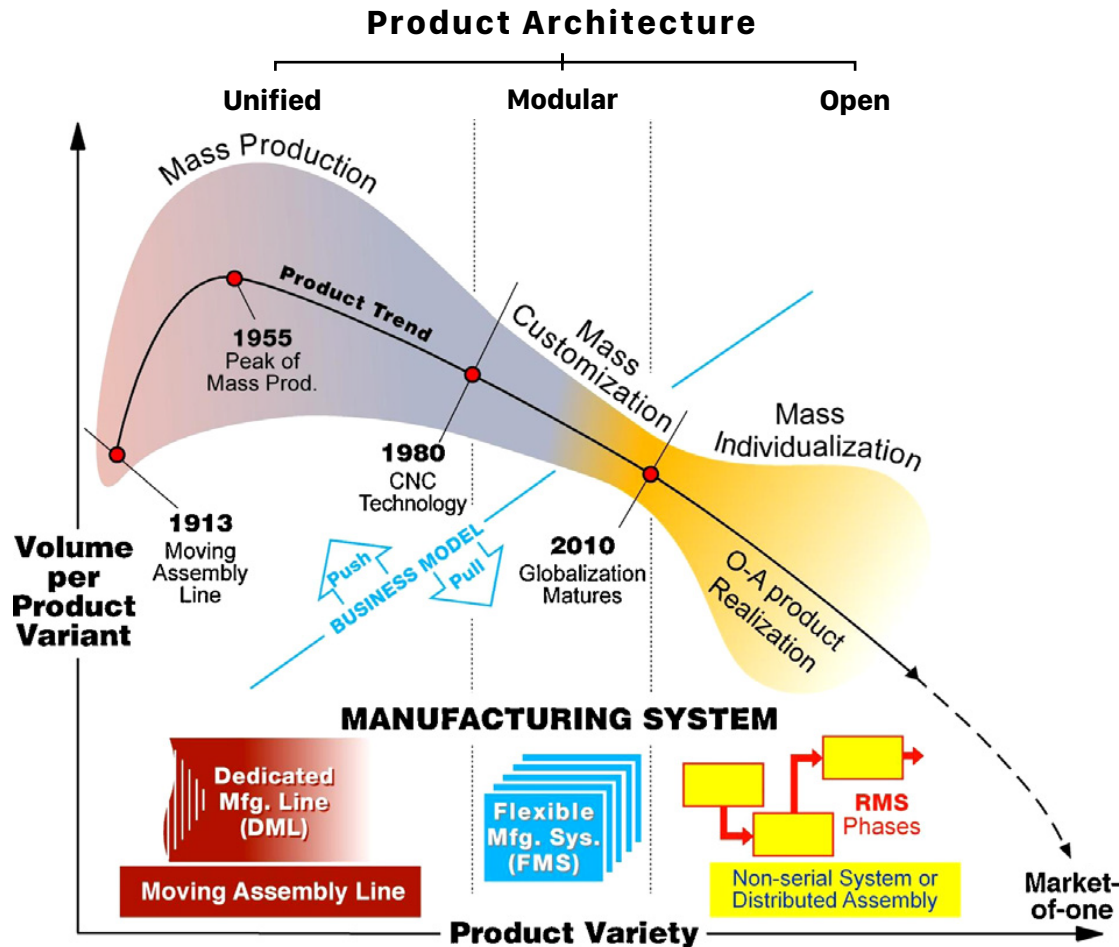 Product Architecture
Unified
Modular
Open
Mass Production
Product Trend
1955
Peak of
Mass Prod.
Mass
Customization
Mass
Individualization
1980
CNC
Technology
1913
Moving
Assembly
Line
2010
Globalization
Matures
Volume
per
Product
Variant
Push
BUSINESS MODEL
Pull
O-A product
Realization
MANUFACTURING SYSTEM
Dedicated
Mfg. Line
(DML)
Moving Assembly Line
Flexible
Mfg. Sys.
(FMS)
RMS
Phases
Non-serial System or
Distributed Assembly
Market-
of-one
Product Variety